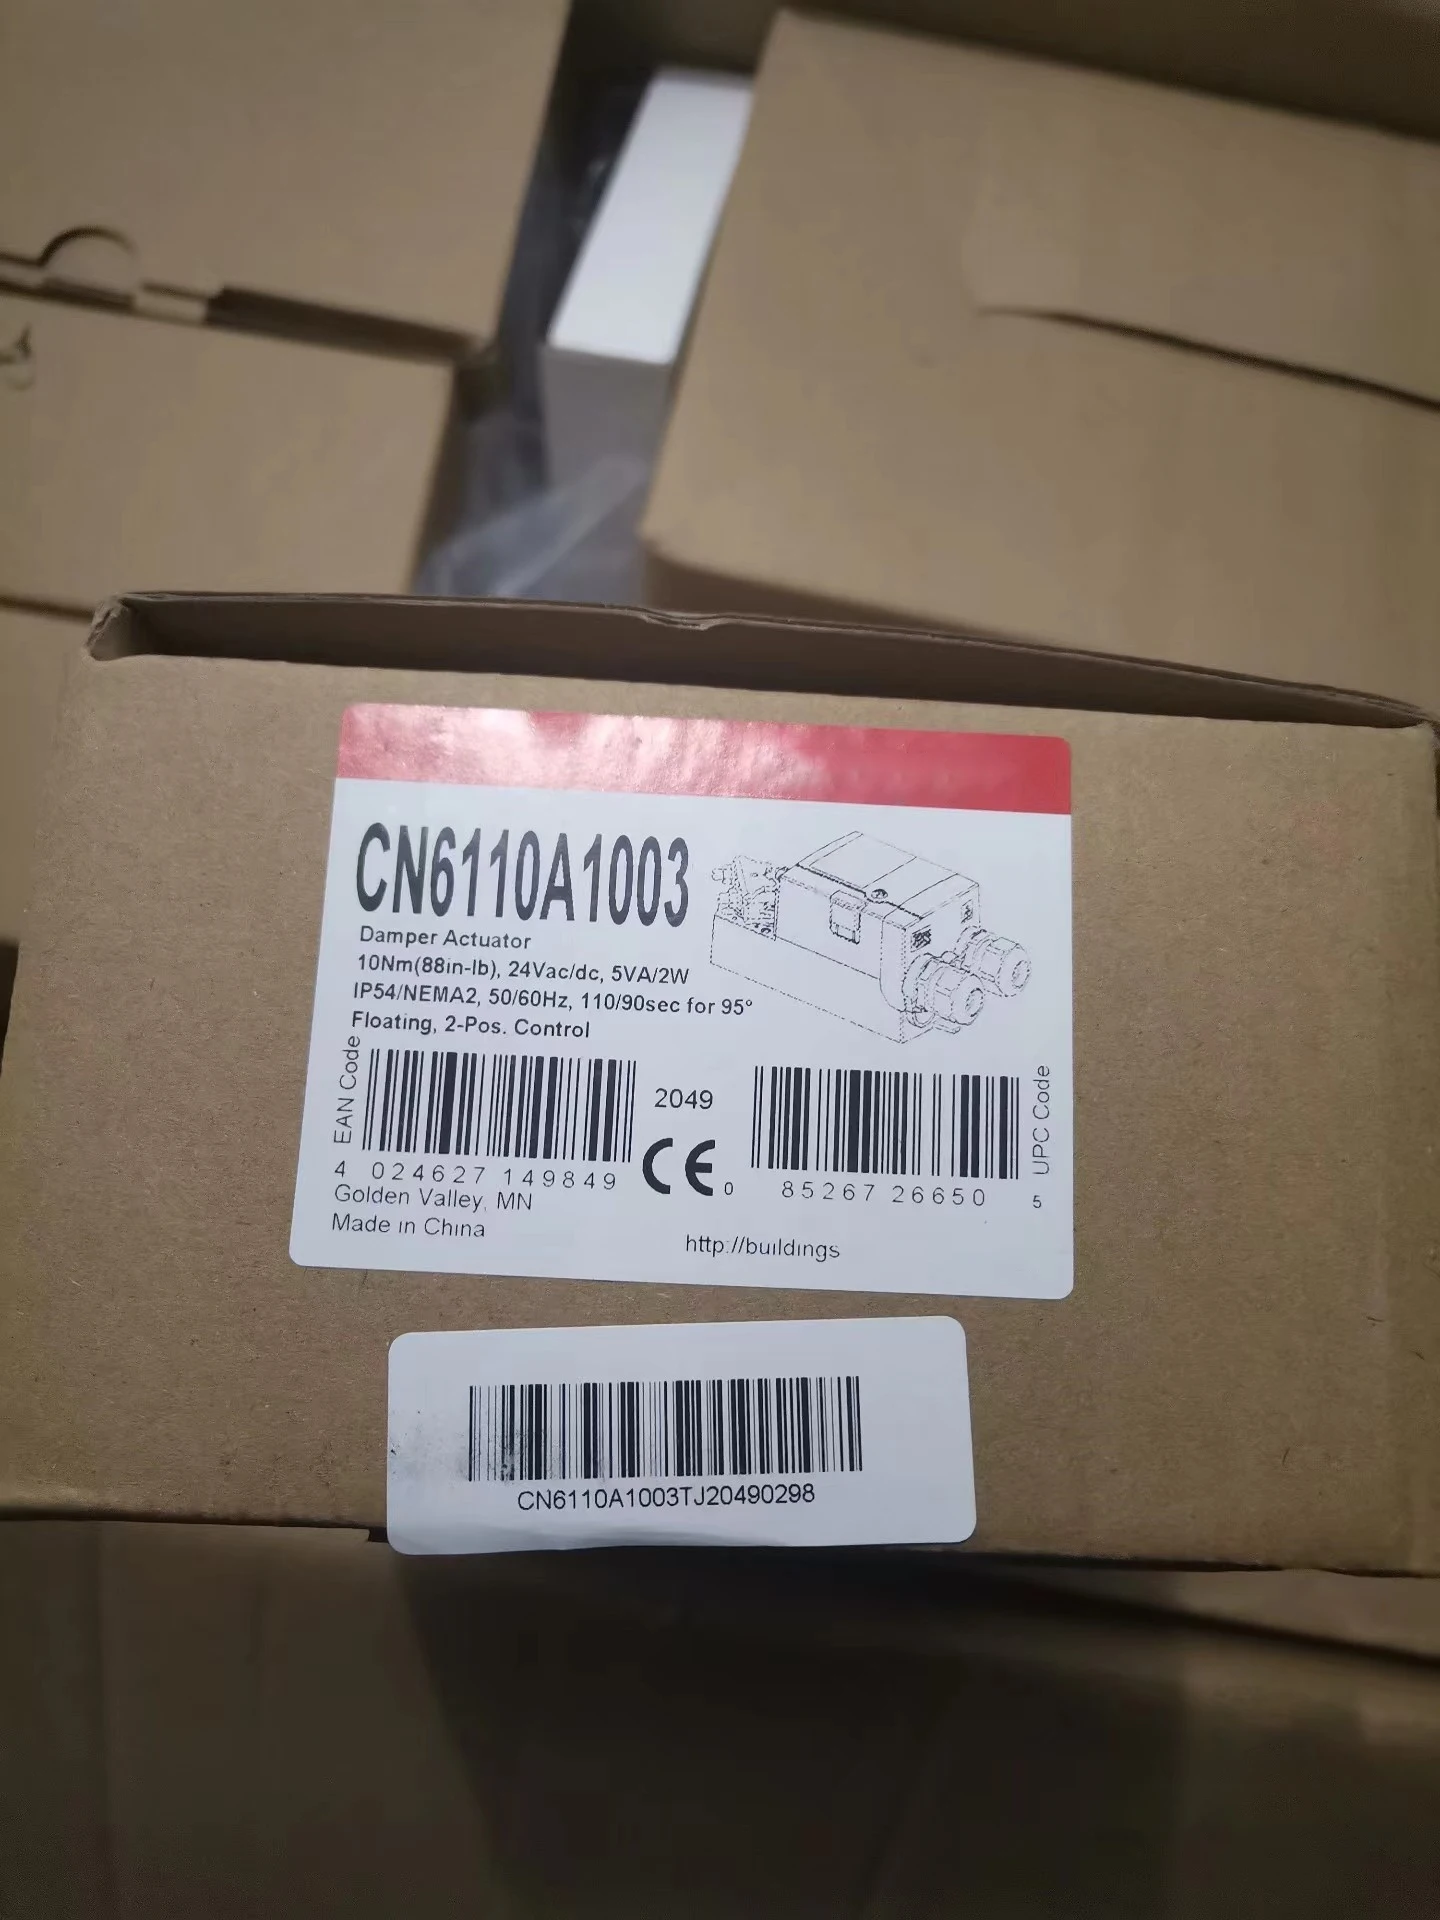 CN6110A1003
Damper Actuator
10Nm(88in-lb), 24Vac/dc, 5VA/2W
IP54/NEMA2, 50/60Hz, 110/90sec for 95°
Floating, 2-Pos. Control
EAN Code
4 024627 149849
2049
CE
UPC Code
0 85267 26650 5
Golden Valley, MN
Made in China
http://buildings
CN6110A1003TJ20490298